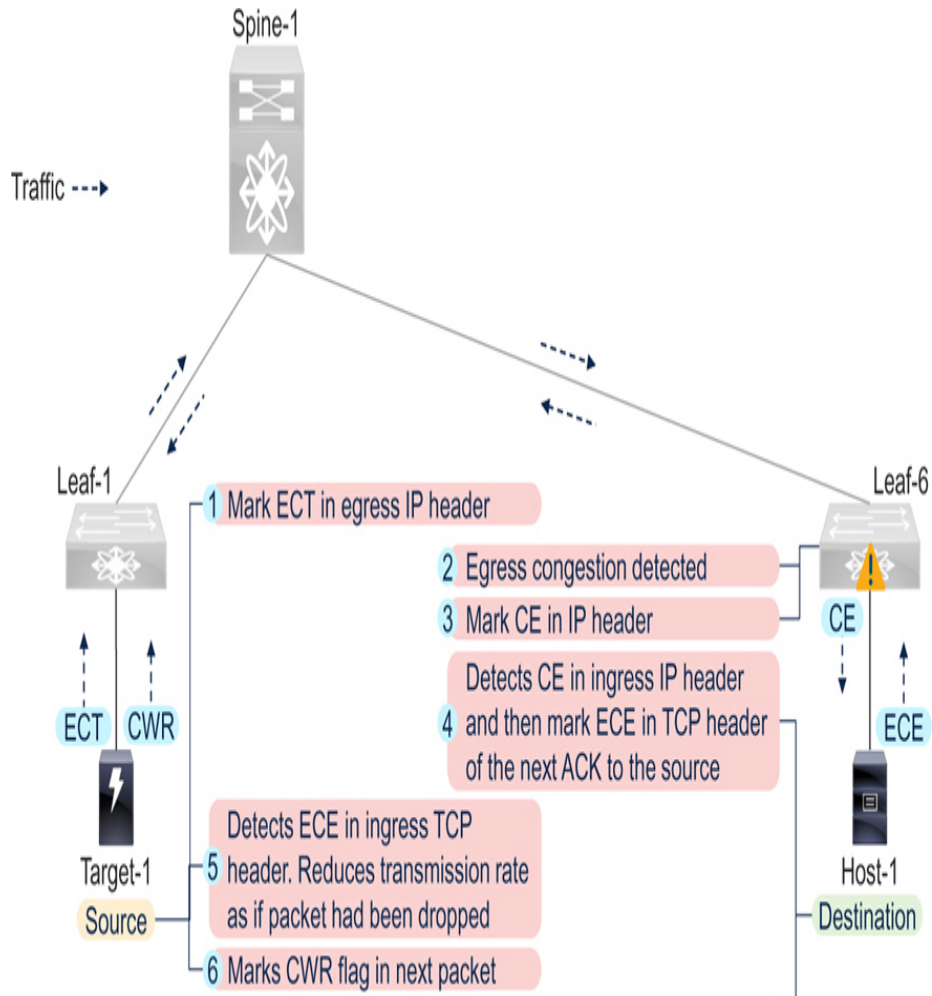 Spine-1
Traffic
Leaf-1
Leaf-6
1 Mark ECT in egress IP header
2 Egress congestion detected
3 Mark CE in IP header
CE
4 Detects CE in ingress IP header
and then mark ECE in TCP header
of the next ACK to the source
ECT
CWR
ECE
5 Detects ECE in ingress TCP
header. Reduces transmission rate
as if packet had been dropped
Target-1
Host-1
Source
Destination
6 Marks CWR flag in next packet